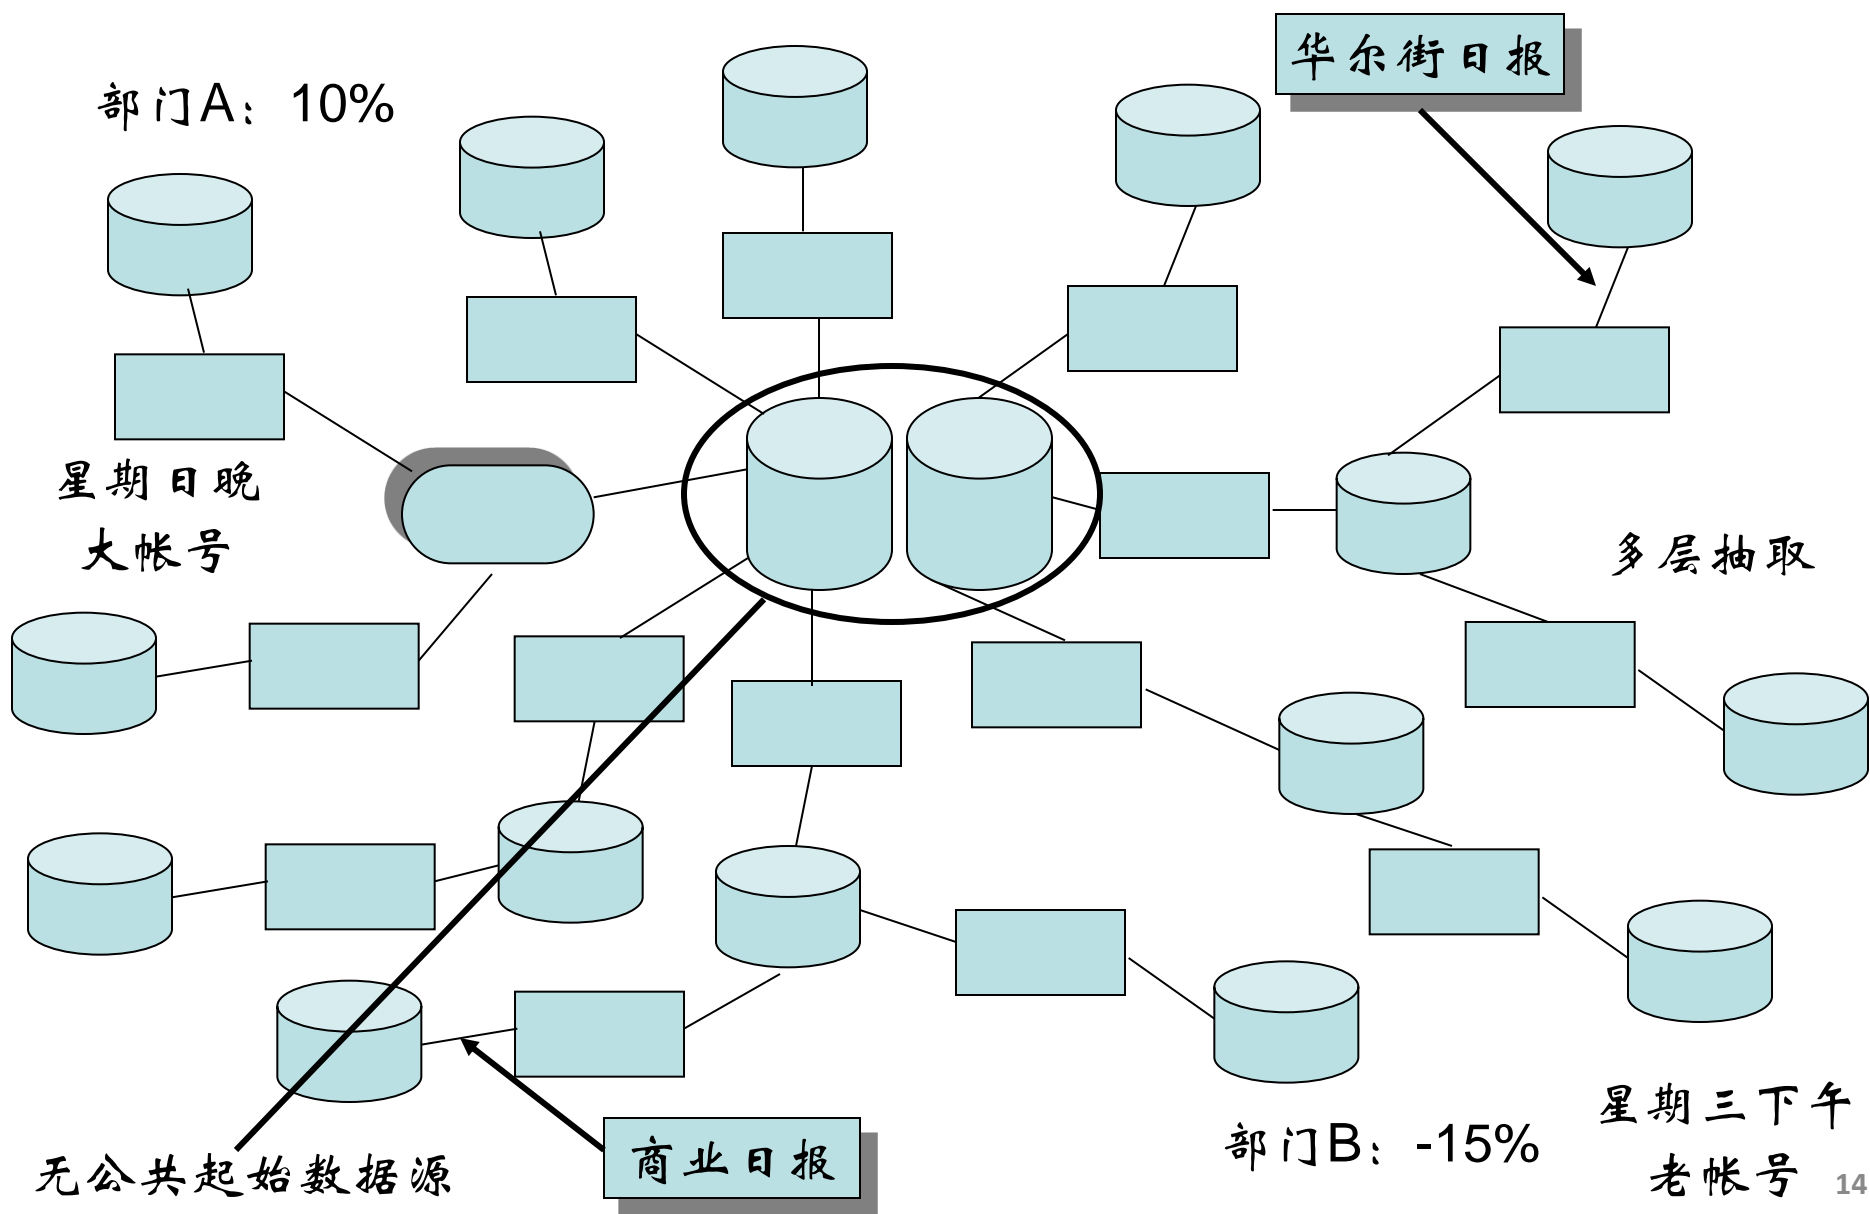 华尔街日报
部门A：10%
星期日晚
大帐号
多层抽取
星期三下午
老帐号
部门B：-15%
商业日报
无公共起始数据源
14